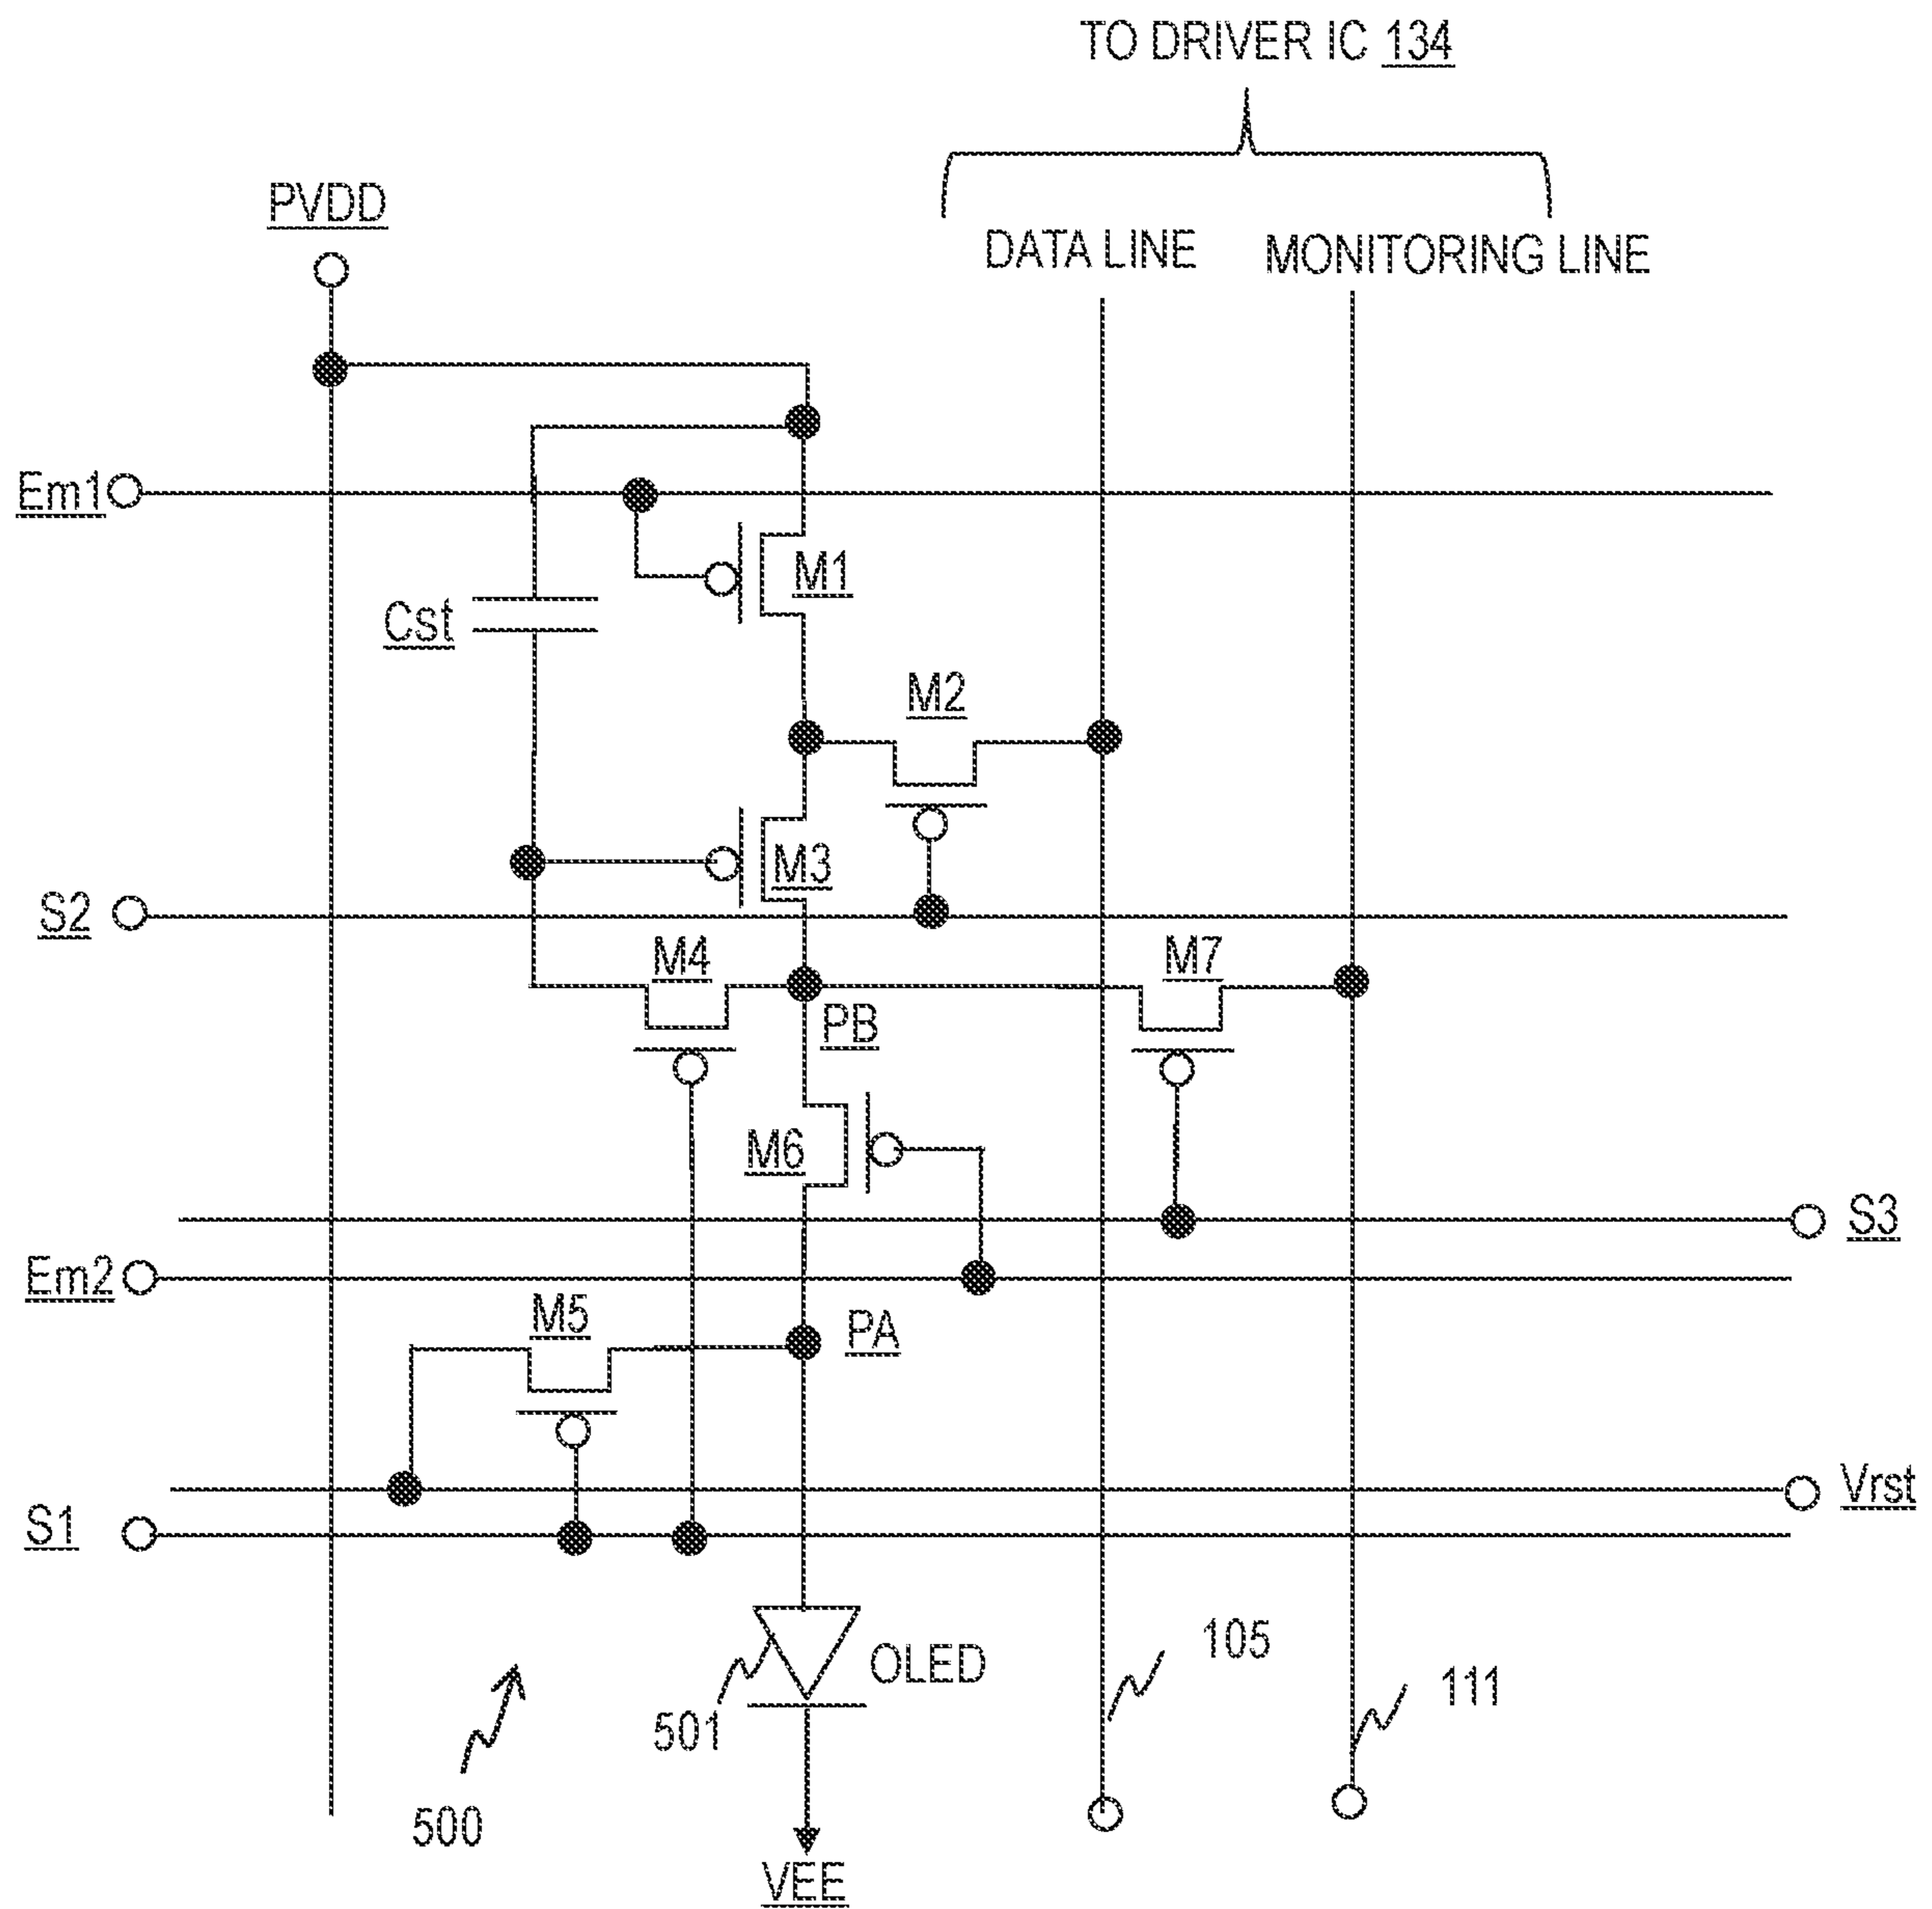 TO DRIVER IC 134
PVDD
DATA LINE
MONITORING LINE
Em1
M1
Cst
M2
M3
S2
M4
M7
PB
M6
S3
Em2
M5
PA
Vrst
S1
105
OLED
111
501
500
VEE